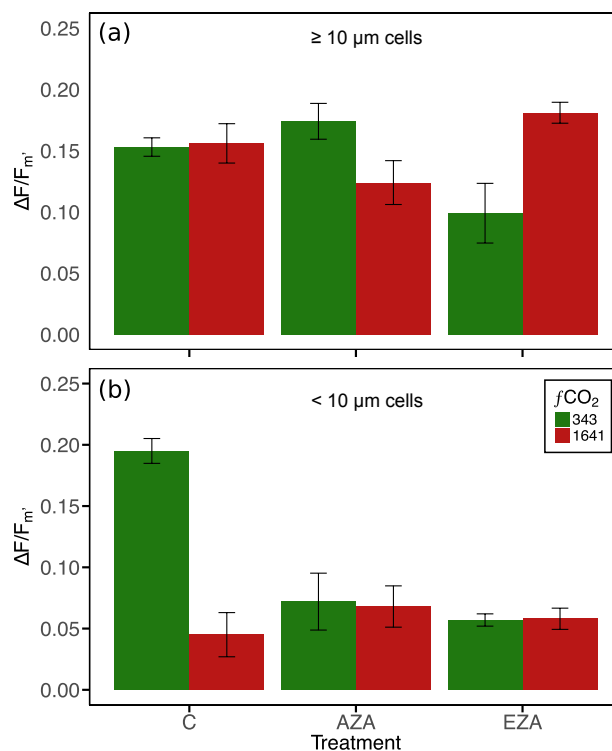 (a)
≥ 10 µm cells
0.25
0.20
0.15
0.10
0.05
0.00
ΔF/Fm'
(b)
< 10 µm cells
0.25
0.20
0.15
0.10
0.05
0.00
ΔF/Fm'
fCO2
343
1641
C AZA EZA
Treatment